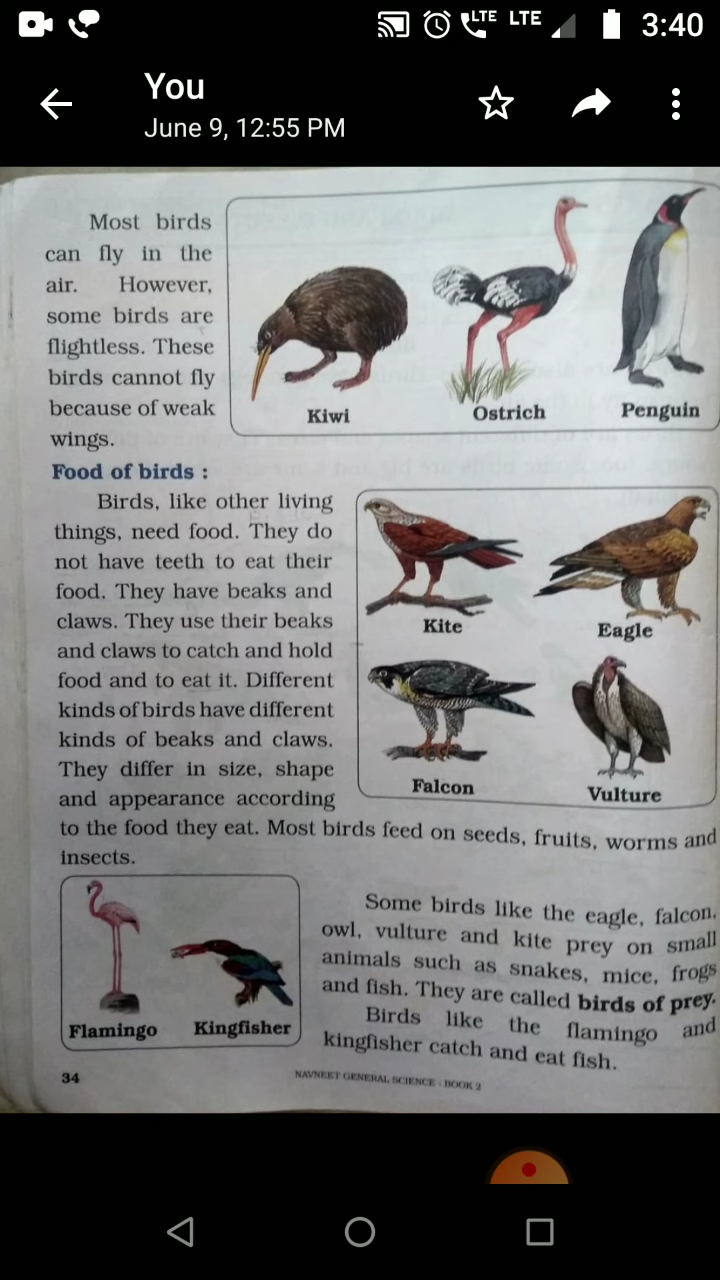 LTE LTE 3:40
You
June 9, 12:55 PM
Most birds
can fly in the
air. However,
some birds are
flightless. These
birds cannot fly
because of weak
wings.
Kiwi
Ostrich
Penguin
Food of birds :
Birds, like other living
things, need food. They do
not have teeth to eat their
food. They have beaks and
claws. They use their beaks
and claws to catch and hold
food and to eat it. Different
kinds of birds have different
kinds of beaks and claws.
They differ in size, shape
and appearance according
to the food they eat. Most birds feed on seeds, fruits, worms and
insects.
Kite
Eagle
Falcon
Vulture
Flamingo
Kingfisher
Some birds like the eagle, falcon,
owl, vulture and kite prey on small
animals such as snakes, mice, frogs
and fish. They are called birds of prey.
Birds like the flamingo and
kingfisher catch and eat fish.
34
NAVNEET GENERAL SCIENCE - BOOK 2